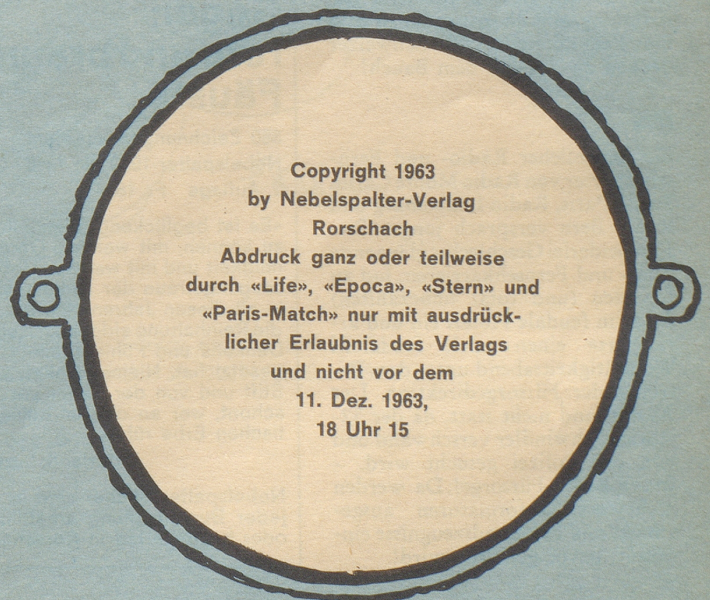 Copyright 1963
by Nebelspalter-Verlag
Rorschach
Abdruck ganz oder teilweise
durch «Life», «Epoca», «Stern» und
«Paris-Match» nur mit ausdrück-
licher Erlaubnis des Verlags
und nicht vor dem
11. Dez. 1963,
18 Uhr 15